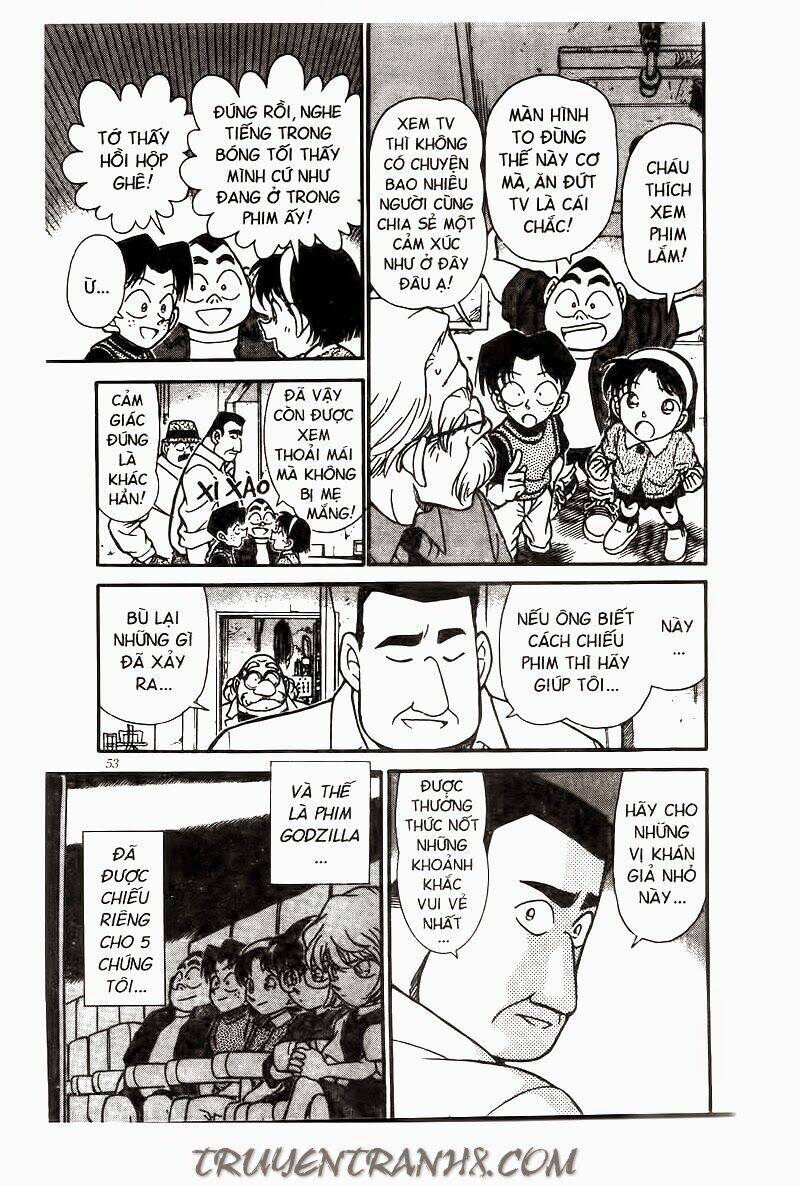 CHÁU
THÍCH
XEM
PHIM
LẮM!
MÀN HÌNH
TO ĐÙNG
THẾ NÀY CƠ
MÀ, ĂN ĐỨT
TV LÀ CÁI
CHẮC!
XEM TV
THÌ KHÔNG
CÓ CHUYỆN
BAO NHIÊU
NGƯỜI CÙNG
CHIA SẺ MỘT
CẢM XÚC
NHƯ Ở ĐÂY
ĐÂU Ạ!
ĐÚNG RỒI, NGHE
TIẾNG TRONG
BÓNG TỐI THẤY
MÌNH CỨ NHƯ
ĐANG Ở TRONG
PHIM ẤY!
TỚ THẤY
HỒI HỘP
GHÊ!
Ừ...
ĐÃ VẬY
CÒN ĐƯỢC
XEM
THOẢI MÁI
MÀ KHÔNG
BỊ MẸ
MẮNG!
XÌ XÀO
CẢM
GIÁC
ĐÚNG
LÀ
KHÁC
HẲN!
NÀY
...
NẾU ÔNG BIẾT
CÁCH CHIẾU
PHIM THÌ HÃY
GIÚP TÔI...
BÙ LẠI
NHỮNG GÌ
ĐÃ XẢY
RA...
53
HÃY CHO
NHỮNG
VỊ KHÁN
GIẢ NHỎ
NÀY...
ĐƯỢC
THƯỞNG
THỨC NỐT
NHỮNG
KHOẢNH
KHẮC
VUI VẺ
NHẤT
...
VÀ THẾ
LÀ PHIM
GODZILLA
...
ĐÃ
ĐƯỢC
CHIẾU
RIÊNG
CHO 5
CHÚNG
TÔI...
TRUYENTRANH8.COM